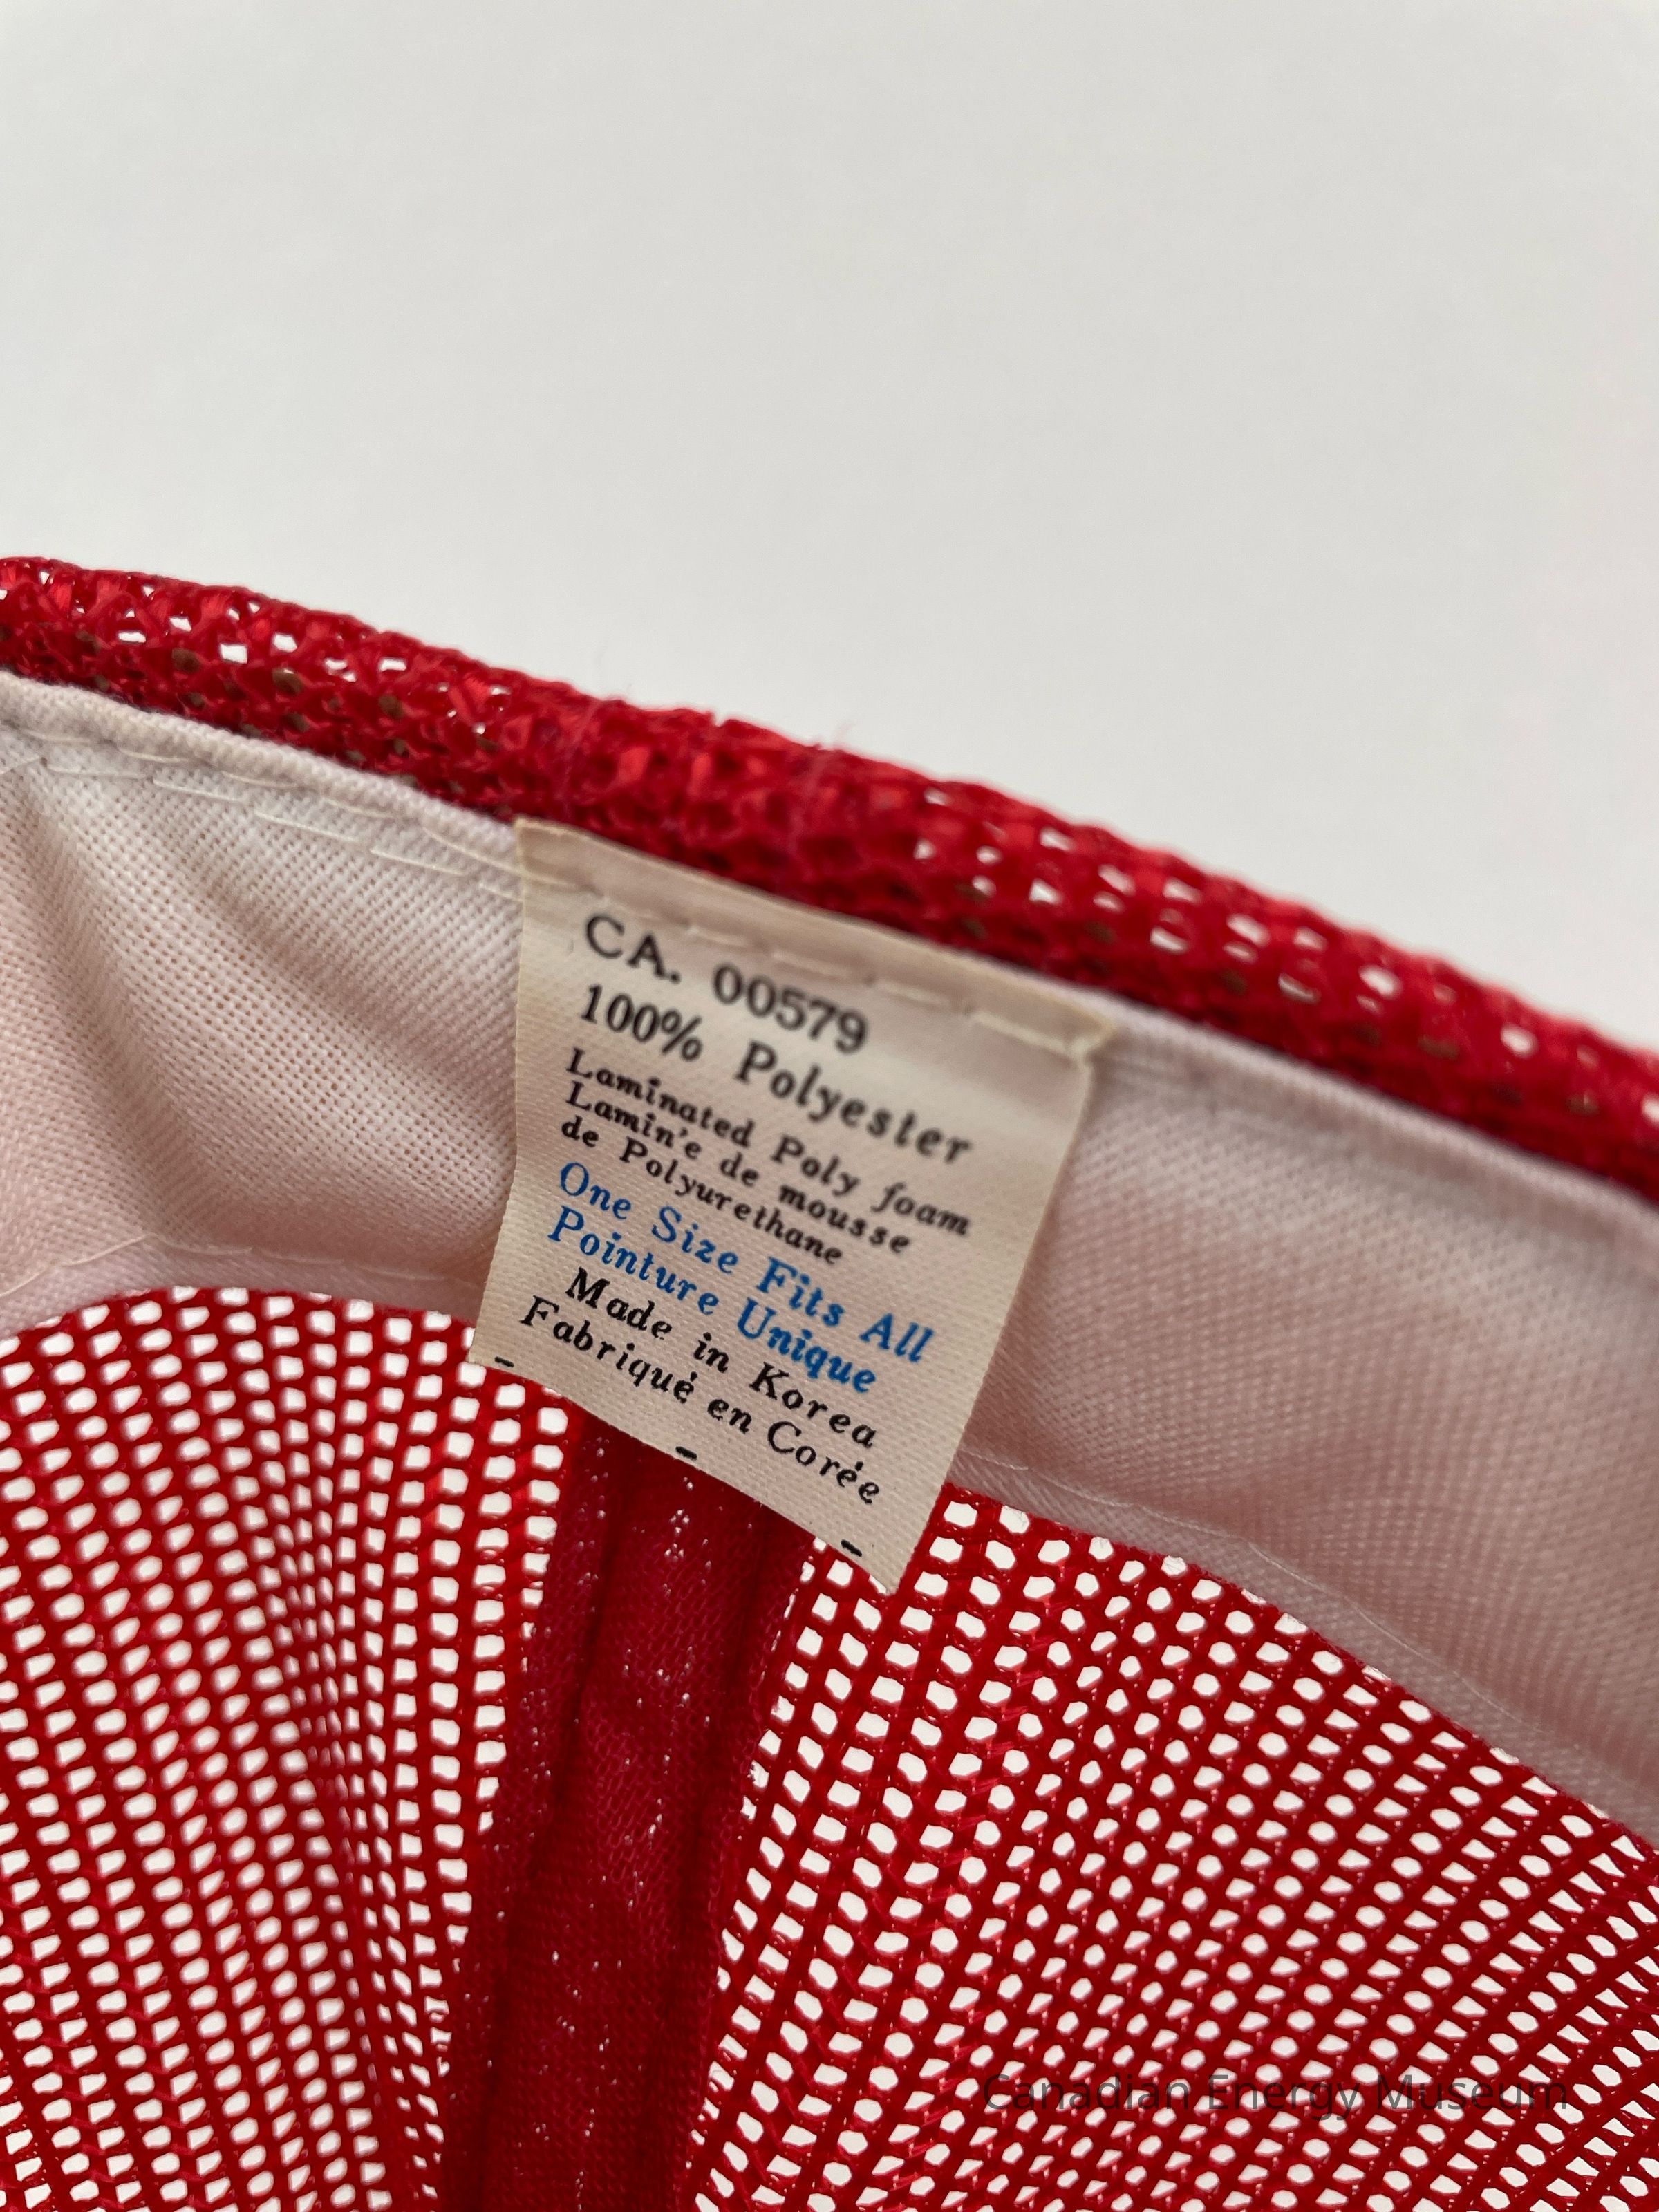 CA. 00579
100% Polyester
Laminated Poly foam
Lamin'e de mousse
de Polyurethane
One Size Fits All
Pointure Unique
Made in Korea
Fabriqué en Corée
Canadian Energy Museum